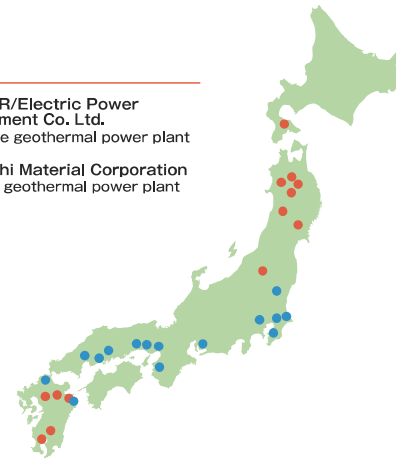 R/Electric Power
ment Co. Ltd.
e geothermal power plant
hi Material Corporation
geothermal power plant